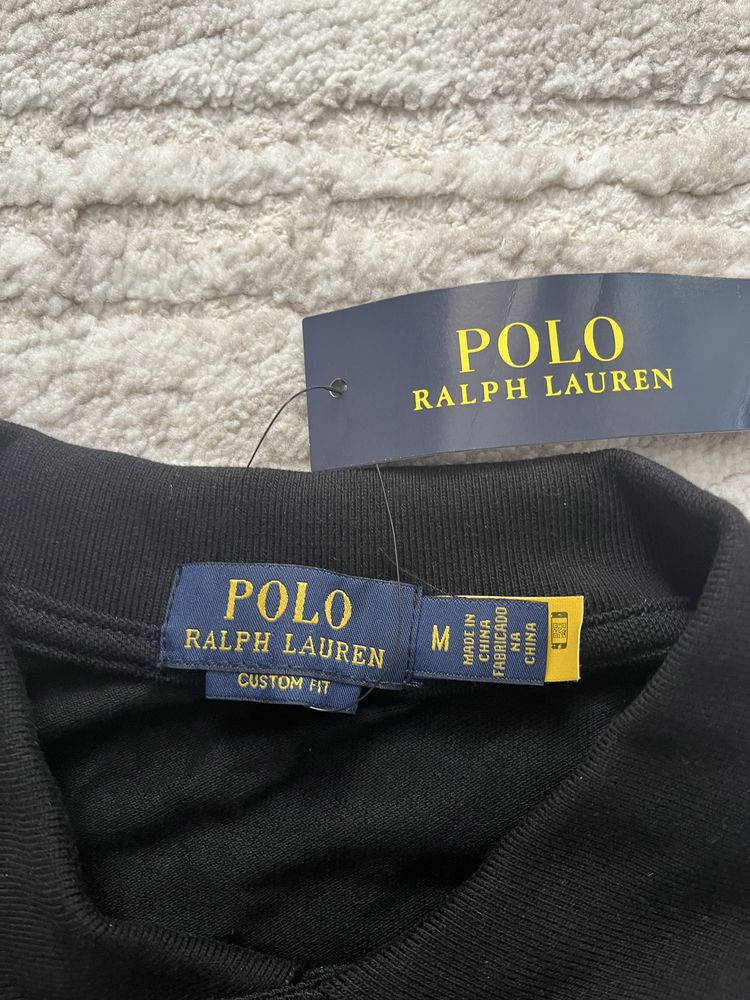 POLO
RALPH LAUREN
POLO
RALPH LAUREN
CUSTOM FIT
M
MADE IN
CHINA
FABRICADO
NA
CHINA